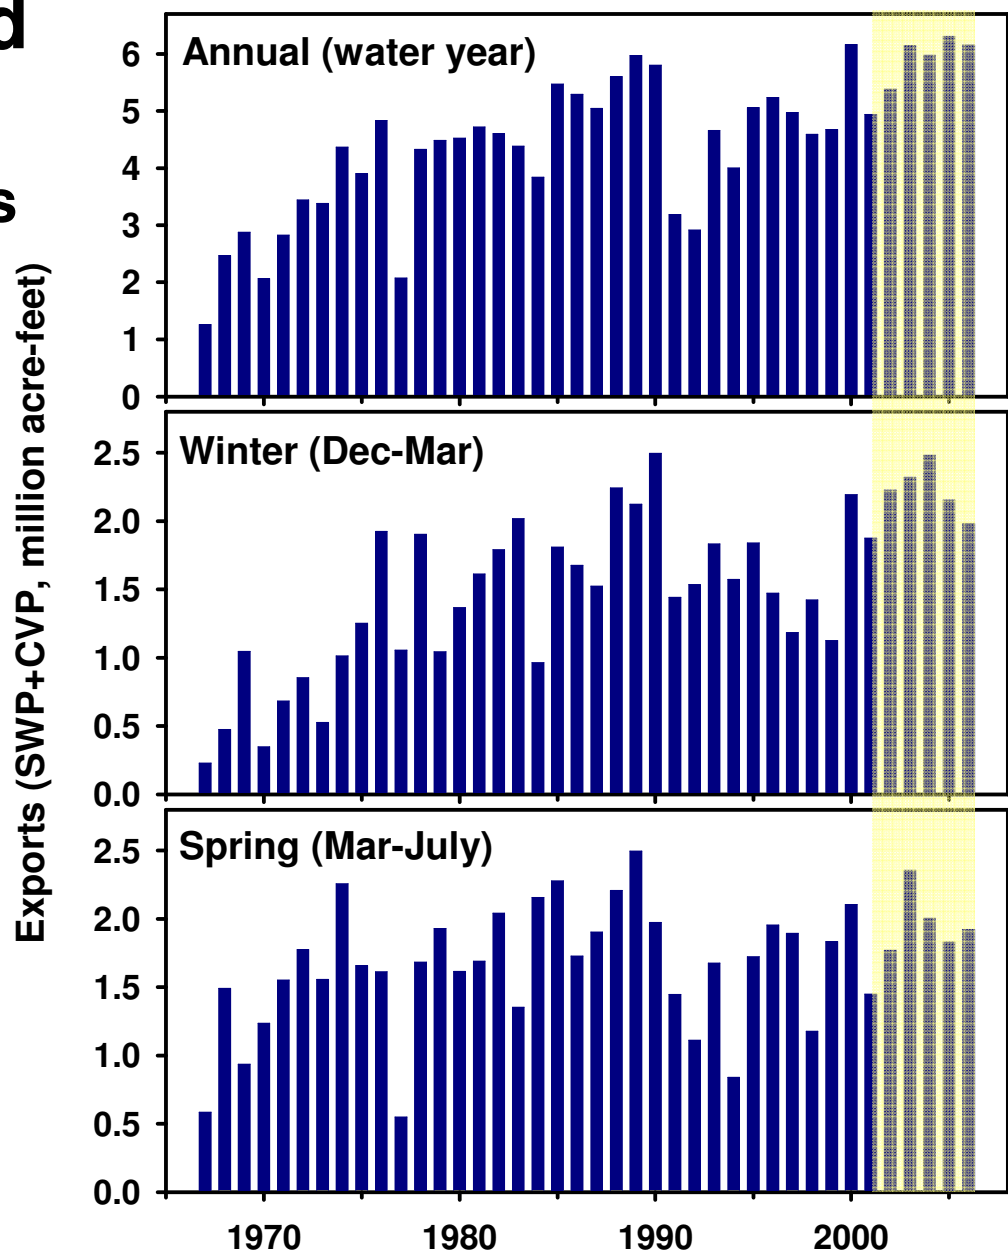 d
s
Exports (SWP+CVP, million acre-feet)
Annual (water year)
6
5
4
3
2
1
0
Winter (Dec-Mar)
2.5
2.0
1.5
1.0
0.5
0.0
Spring (Mar-July)
2.5
2.0
1.5
1.0
0.5
0.0
1970 1980 1990 2000